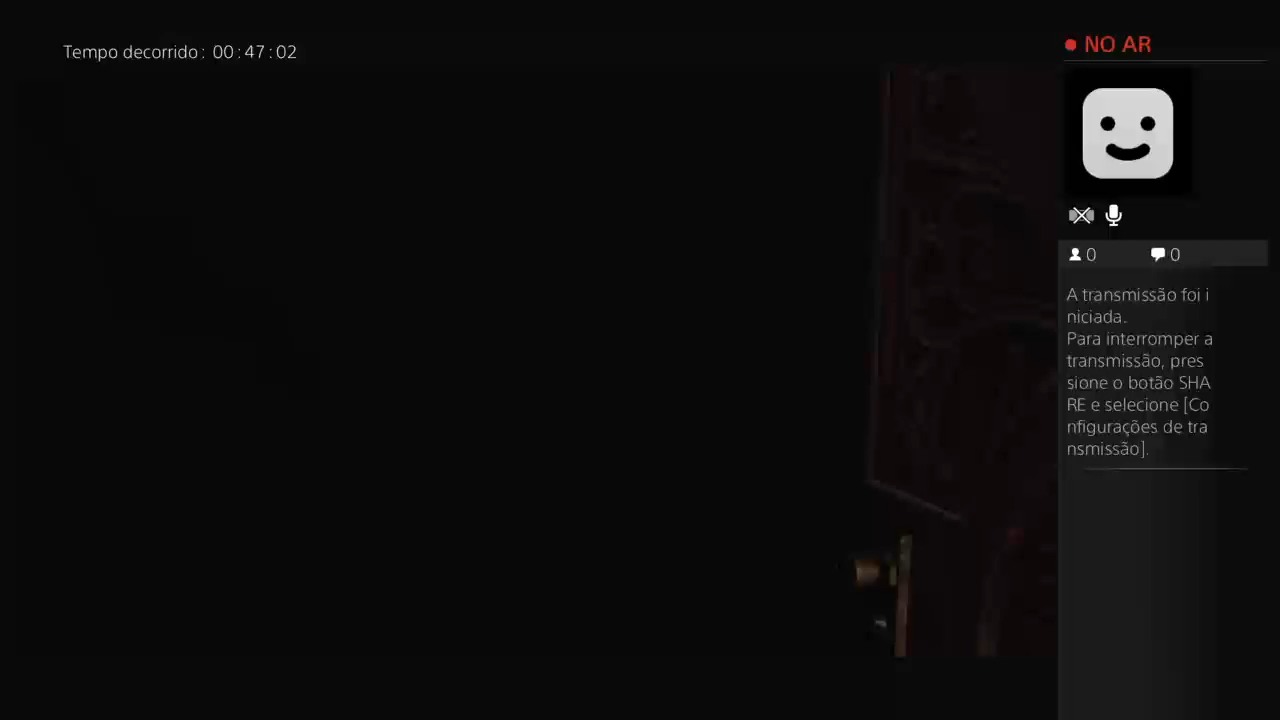 Tempo decorrido: 00:47:02
NO AR
0 0
A transmissão foi i
niciada.
Para interromper a
transmissão, pres
sione o botão SHA
RE e selecione [Co
nfigurações de tra
nsmissão].